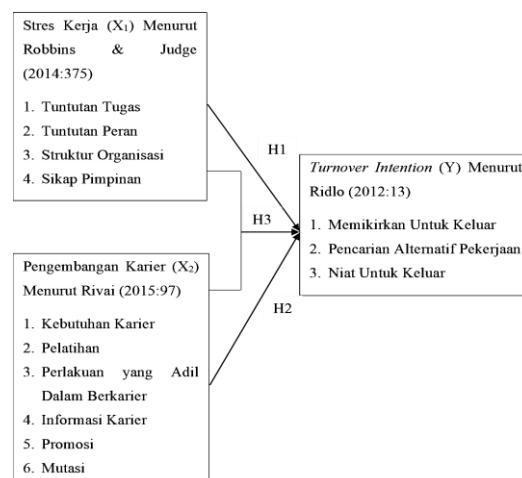 Stres Kerja (X₁) Menurut
Robbins & Judge
(2014:375)
1. Tuntutan Tugas
2. Tuntutan Peran
3. Struktur Organisasi
4. Sikap Pimpinan
H1
H3
H2
Turnover Intention (Y) Menurut
Ridlo (2012:13)
1. Memikirkan Untuk Keluar
2. Pencarian Alternatif Pekerjaan
3. Niat Untuk Keluar
Pengembangan Karier (X₂)
Menurut Rivai (2015:97)
1. Kebutuhan Karier
2. Pelatihan
3. Perlakuan yang Adil
Dalam Berkarier
4. Informasi Karier
5. Promosi
6. Mutasi